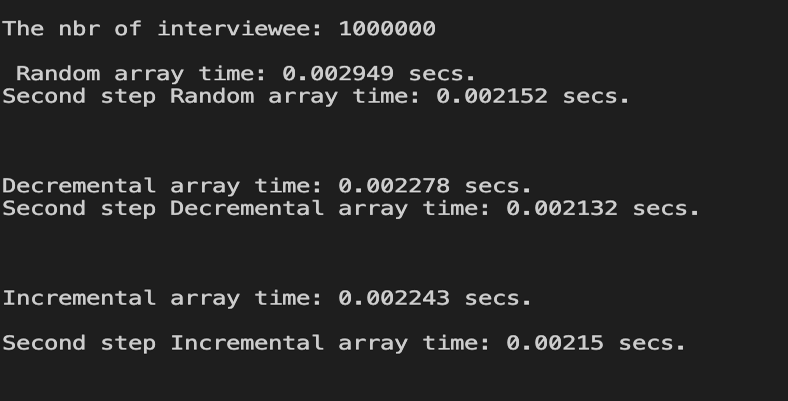 The nbr of interviewee: 1000000
Random array time: 0.002949 secs.
Second step Random array time: 0.002152 secs.
Decremental array time: 0.002278 secs.
Second step Decremental array time: 0.002132 secs.
Incremental array time: 0.002243 secs.
Second step Incremental array time: 0.00215 secs.